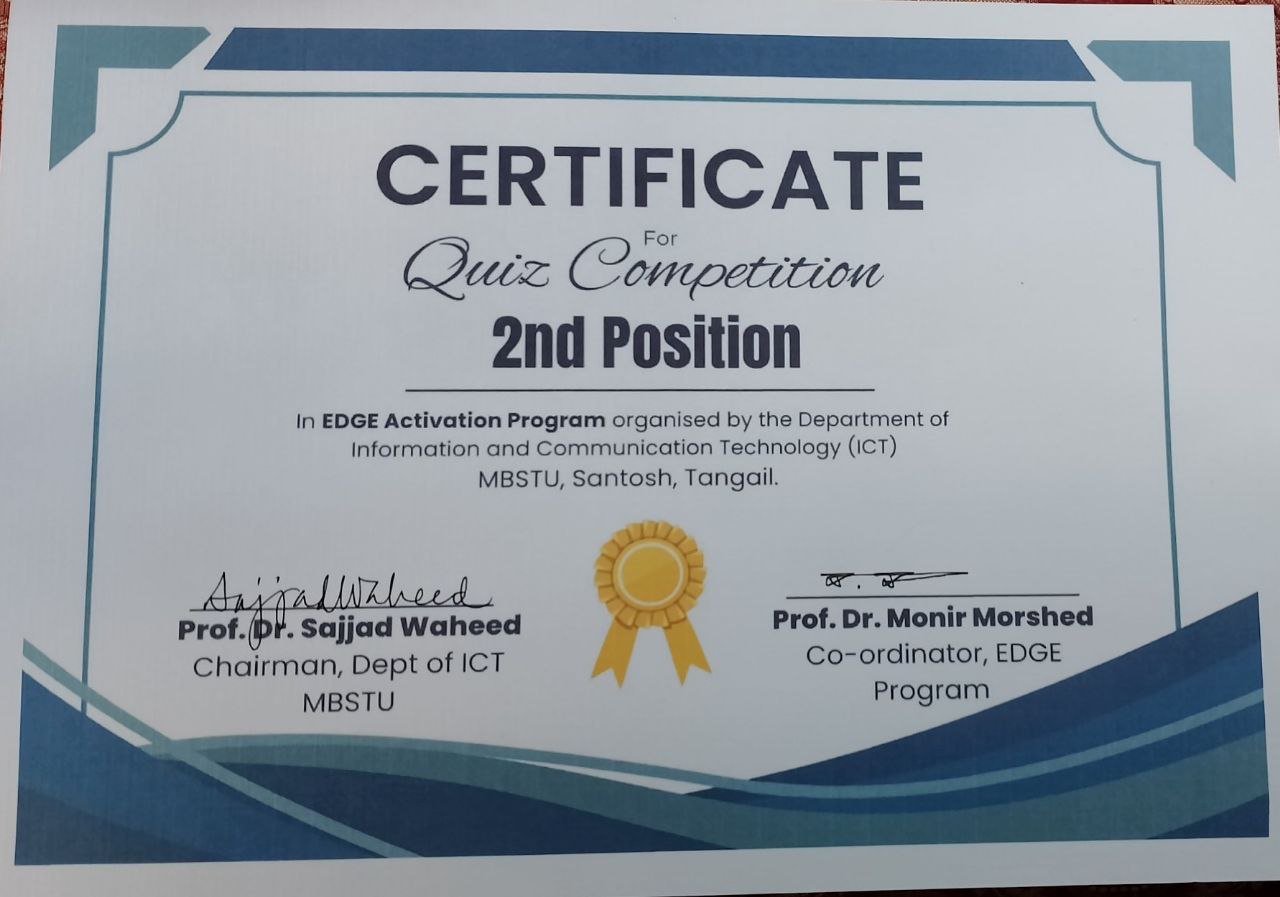 CERTIFICATE
For
Quiz Competition
2nd Position
In EDGE Activation Program organised by the Department of
Information and Communication Technology (ICT)
MBSTU, Santosh, Tangail.
Sajjad Waheed
Prof. Dr. Sajjad Waheed
Chairman, Dept of ICT
MBSTU
Prof. Dr. Monir Morshed
Co-ordinator, EDGE
Program